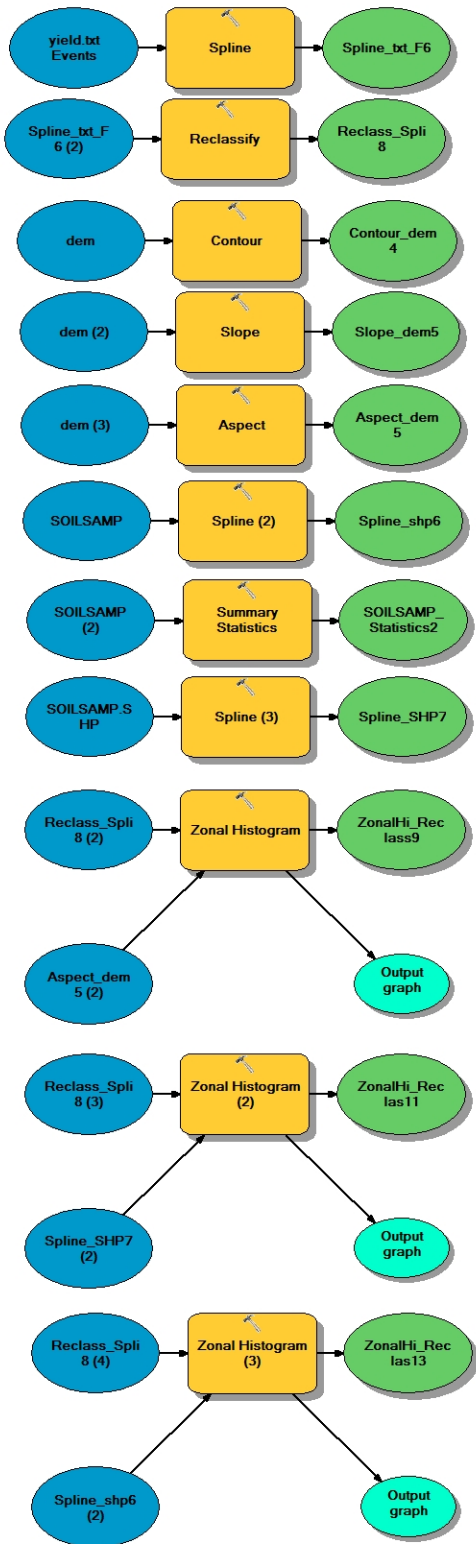 yield.txt
Events
Spline
Spline_txt_F6
Spline_txt_F
6 (2)
Reclassify
Reclass_Spli
8
dem
Contour
Contour_dem
4
dem (2)
Slope
Slope_dem5
dem (3)
Aspect
Aspect_dem
5
SOILSAMP
Spline (2)
Spline_shp6
SOILSAMP
(2)
Summary
Statistics
SOILSAMP_
Statistics2
SOILSAMP.S
HP
Spline (3)
Spline_SHP7
Reclass_Spli
8 (2)
Zonal Histogram
ZonalHi_Rec
lass9
Aspect_dem
5 (2)
Output
graph
Reclass_Spli
8 (3)
Zonal Histogram
(2)
ZonalHi_Rec
las11
Spline_SHP7
(2)
Output
graph
Reclass_Spli
8 (4)
Zonal Histogram
(3)
ZonalHi_Rec
las13
Spline_shp6
(2)
Output
graph